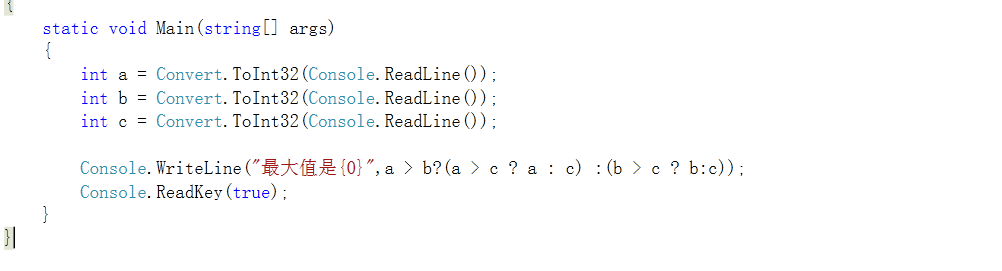 {
static void Main(string[] args)
{
int a = Convert.ToInt32(Console.ReadLine());
int b = Convert.ToInt32(Console.ReadLine());
int c = Convert.ToInt32(Console.ReadLine());
Console.WriteLine("最大值是{0}",a > b?(a > c ? a : c) :(b > c ? b:c));
Console.ReadKey(true);
}
}